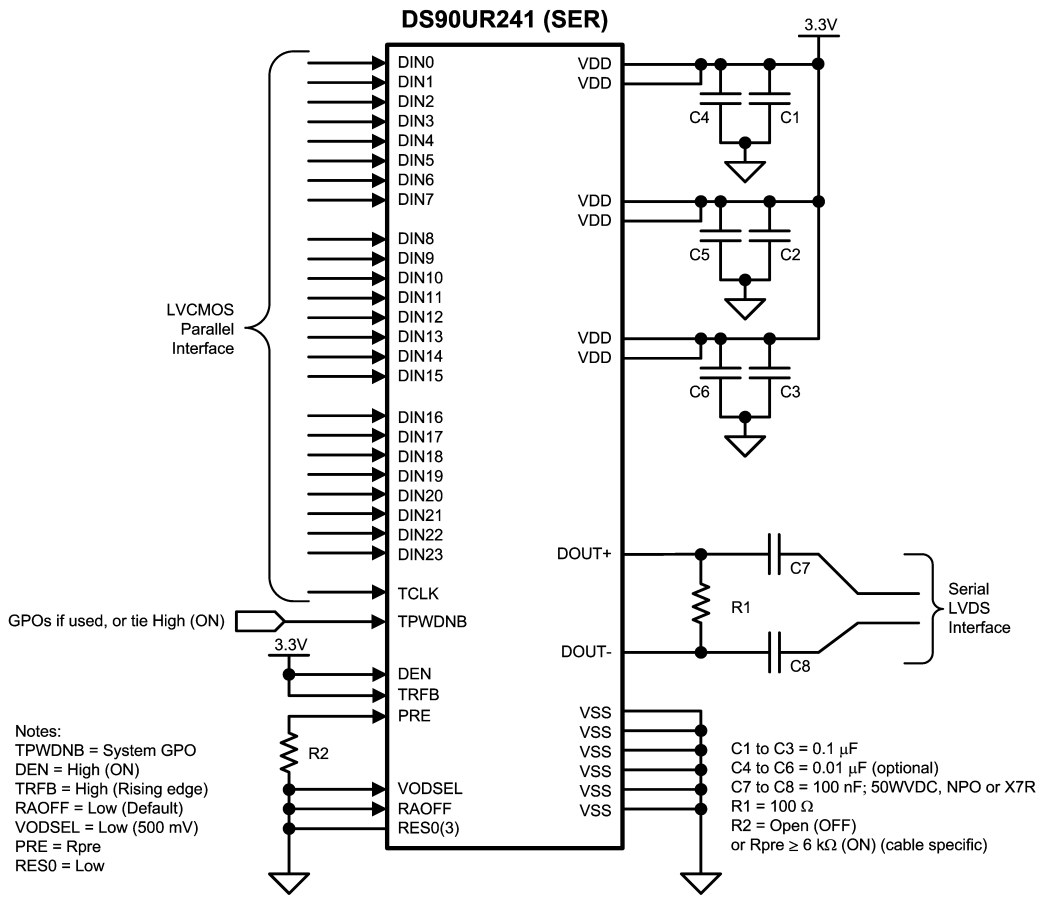 DS90UR241 (SER)
3.3V
DIN0
DIN1
DIN2
DIN3
DIN4
DIN5
DIN6
DIN7
DIN8
DIN9
DIN10
DIN11
DIN12
DIN13
DIN14
DIN15
DIN16
DIN17
DIN18
DIN19
DIN20
DIN21
DIN22
DIN23
TCLK
TPWDNB
DEN
TRFB
PRE
VODSEL
RAOFF
RES0(3)
LVCMOS
Parallel
Interface
GPOs if used, or tie High (ON)
3.3V
R2
VDD
VDD
C4
C1
VDD
VDD
C5
C2
VDD
VDD
C6
C3
DOUT+
DOUT-
C7
R1
C8
Serial
LVDS
Interface
VSS
VSS
VSS
VSS
VSS
VSS
Notes:
TPWDNB = System GPO
DEN = High (ON)
TRFB = High (Rising edge)
RAOFF = Low (Default)
VODSEL = Low (500 mV)
PRE = Rpre
RES0 = Low
C1 to C3 = 0.1 μF
C4 to C6 = 0.01 μF (optional)
C7 to C8 = 100 nF; 50WVDC, NPO or X7R
R1 = 100 Ω
R2 = Open (OFF)
or Rpre ≥ 6 kΩ (ON) (cable specific)